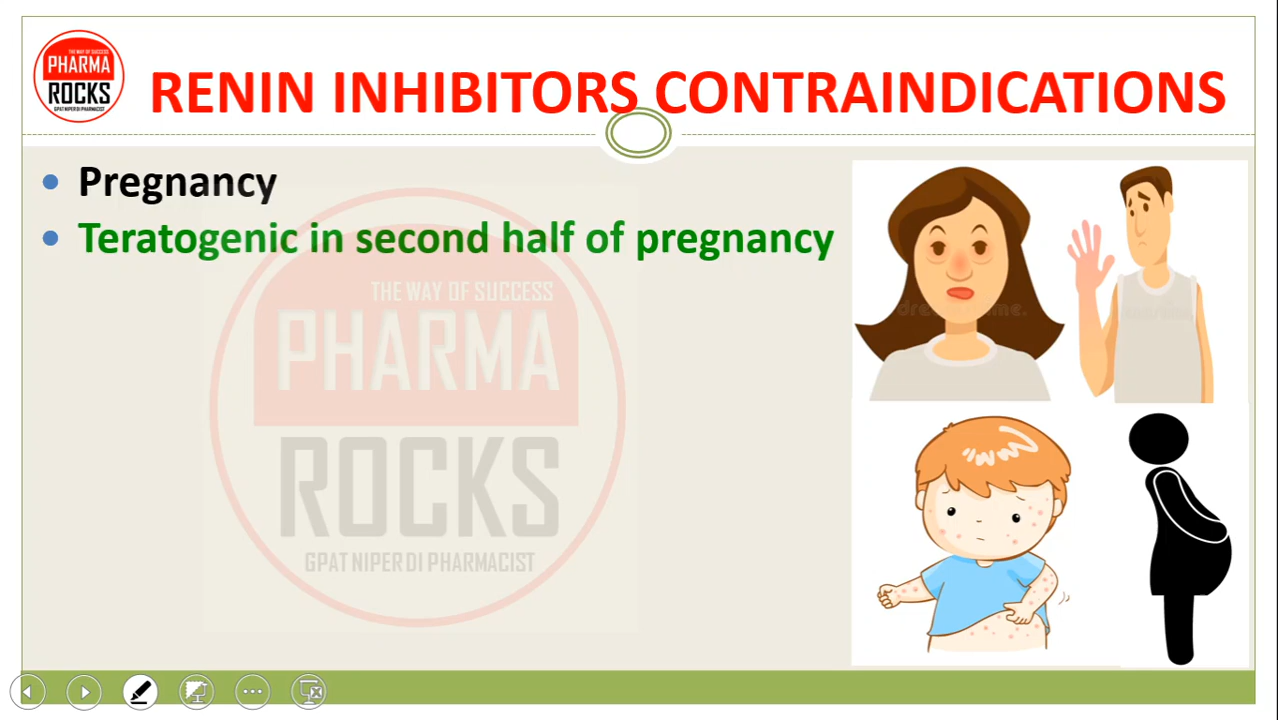 THE WAY OF SUCCESS
PHARMA
ROCKS
GPAT NIPER DI PHARMACIST
RENIN INHIBITORS CONTRAINDICATIONS
Pregnancy
Teratogenic in second half of pregnancy
THE WAY OF SUCCESS
PHARMA
ROCKS
GPAT NIPER DI PHARMACIST